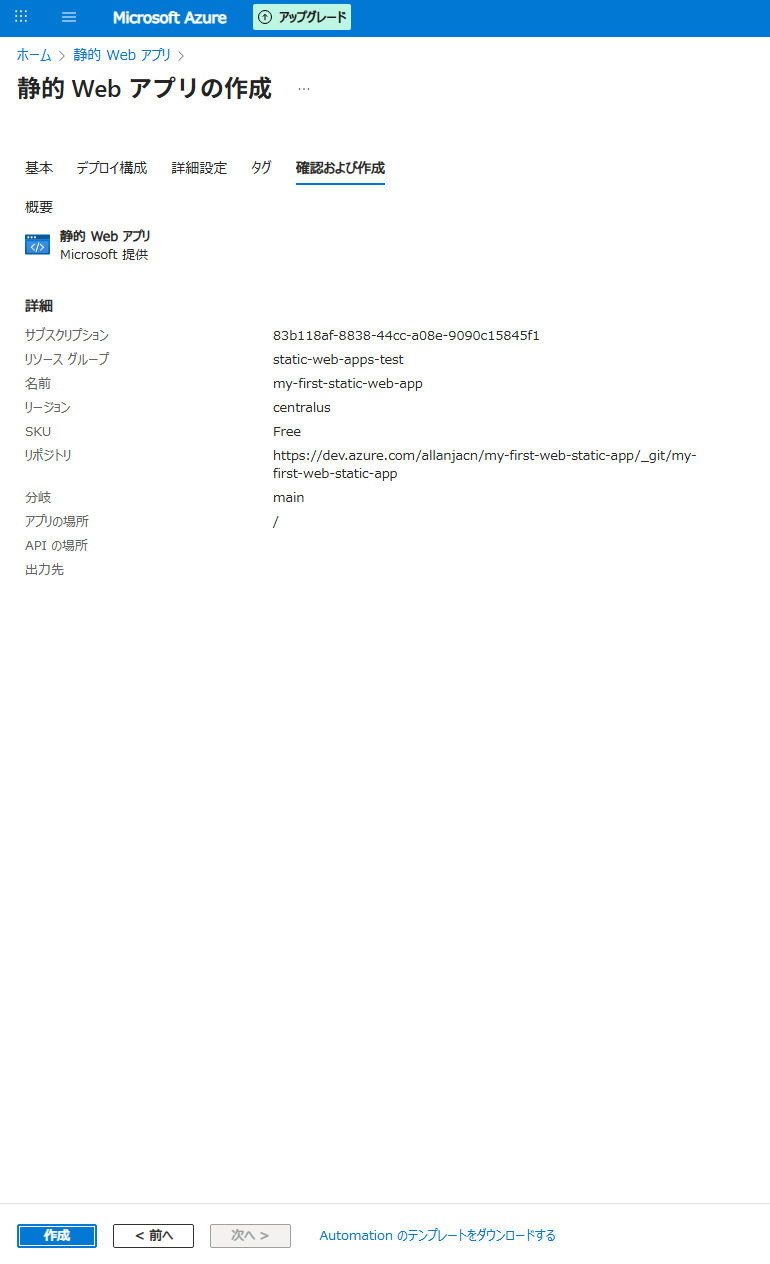 Microsoft Azure
アップグレード
ホーム > 静的 Web アプリ >
静的 Web アプリの作成 ...
基本 デプロイ構成 詳細設定 タグ 確認および作成
概要
静的 Web アプリ
Microsoft 提供
詳細
サブスクリプション 83b118af-8838-44cc-a08e-9090c15845f1
リソース グループ static-web-apps-test
名前 my-first-static-web-app
リージョン centralus
SKU Free
リポジトリ https://dev.azure.com/allanjacn/my-first-web-static-app/_git/my-
first-web-static-app
分岐 main
アプリの場所 /
API の場所
出力先
作成 < 前へ 次へ > Automation のテンプレートをダウンロードする